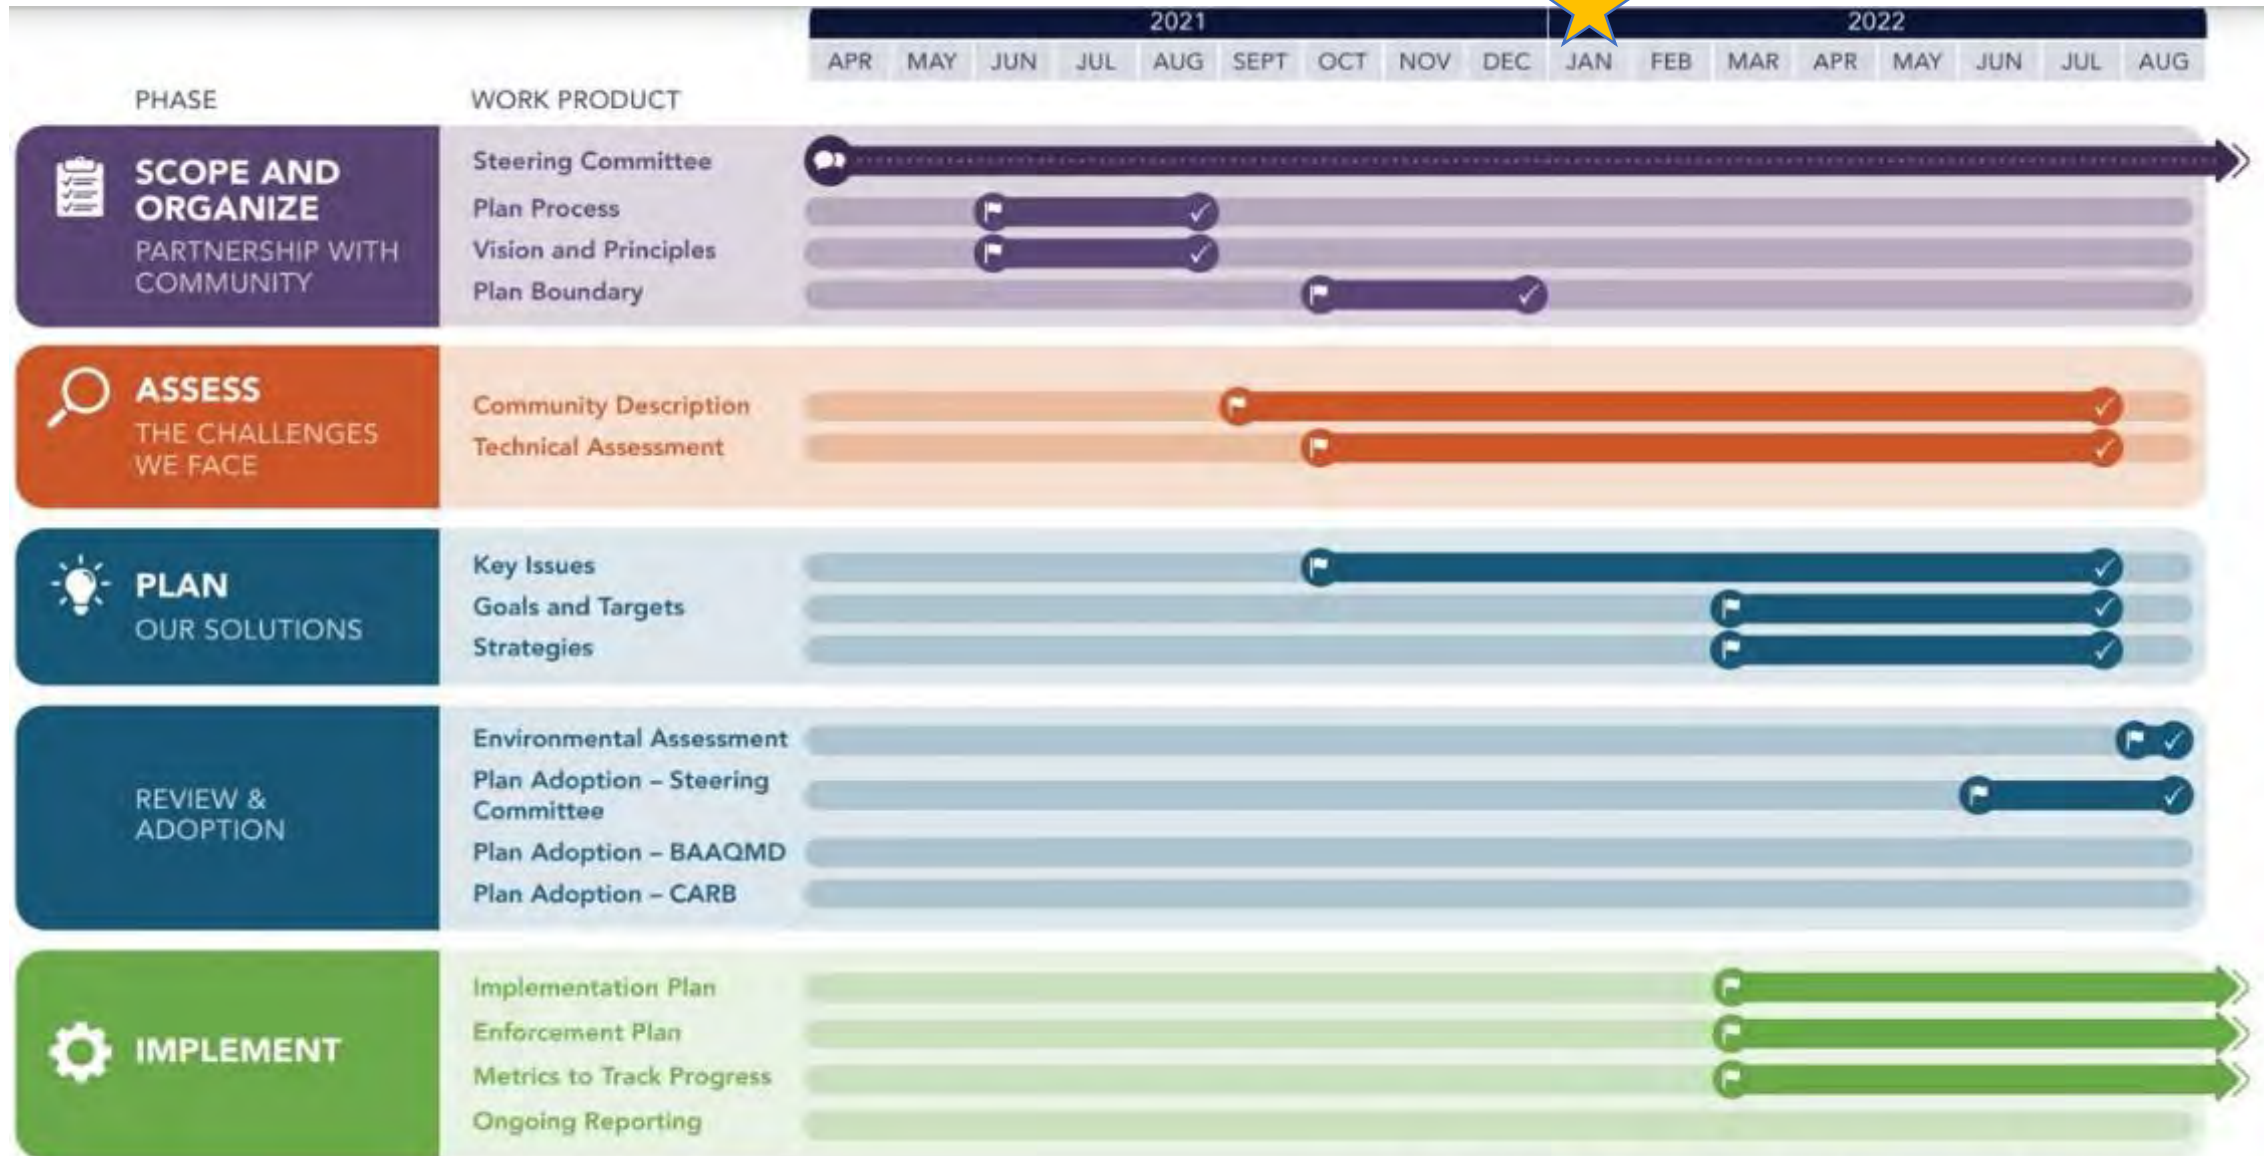 2021 2022
APR MAY JUN JUL AUG SEPT OCT NOV DEC JAN FEB MAR APR MAY JUN JUL AUG
PHASE WORK PRODUCT
SCOPE AND
ORGANIZE
PARTNERSHIP WITH
COMMUNITY
Steering Committee
Plan Process
Vision and Principles
Plan Boundary
ASSESS
THE CHALLENGES
WE FACE
Community Description
Technical Assessment
PLAN
OUR SOLUTIONS
Key Issues
Goals and Targets
Strategies
REVIEW &
ADOPTION
Environmental Assessment
Plan Adoption – Steering
Committee
Plan Adoption – BAAQMD
Plan Adoption – CARB
IMPLEMENT
Implementation Plan
Enforcement Plan
Metrics to Track Progress
Ongoing Reporting